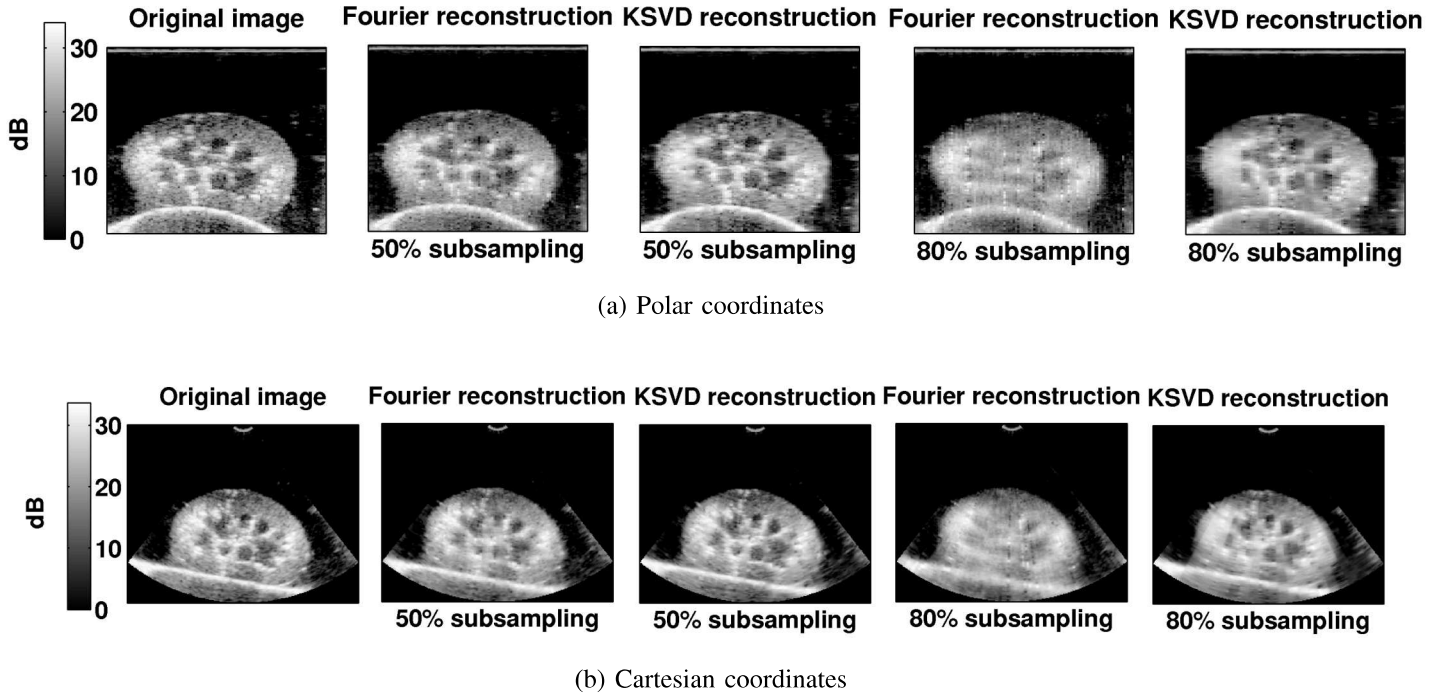 Original image Fourier reconstruction KSVD reconstruction Fourier reconstruction KSVD reconstruction
30
20
10
0
dB
50% subsampling 50% subsampling 80% subsampling 80% subsampling
(a) Polar coordinates
Original image Fourier reconstruction KSVD reconstruction Fourier reconstruction KSVD reconstruction
30
20
10
0
dB
50% subsampling 50% subsampling 80% subsampling 80% subsampling
(b) Cartesian coordinates